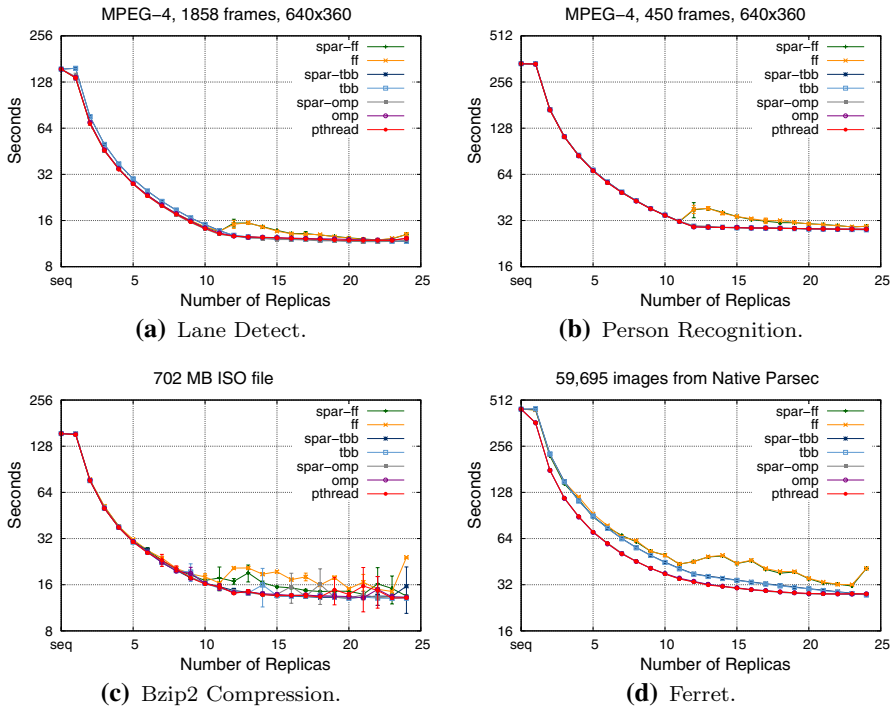 MPEG-4, 1858 frames, 640x360
256
128
64
32
16
8
Seconds
spar-ff
ff
spar-tbb
tbb
spar-omp
omp
pthread
seq
5
10
15
20
25
Number of Replicas
(a) Lane Detect.
MPEG-4, 450 frames, 640x360
512
256
128
64
32
16
Seconds
spar-ff
ff
spar-tbb
tbb
spar-omp
omp
pthread
seq
5
10
15
20
25
Number of Replicas
(b) Person Recognition.
702 MB ISO file
256
128
64
32
16
8
Seconds
spar-ff
ff
spar-tbb
tbb
spar-omp
omp
pthread
seq
5
10
15
20
25
Number of Replicas
(c) Bzip2 Compression.
59,695 images from Native Parsec
512
256
128
64
32
16
Seconds
spar-ff
ff
spar-tbb
tbb
spar-omp
omp
pthread
seq
5
10
15
20
25
Number of Replicas
(d) Ferret.